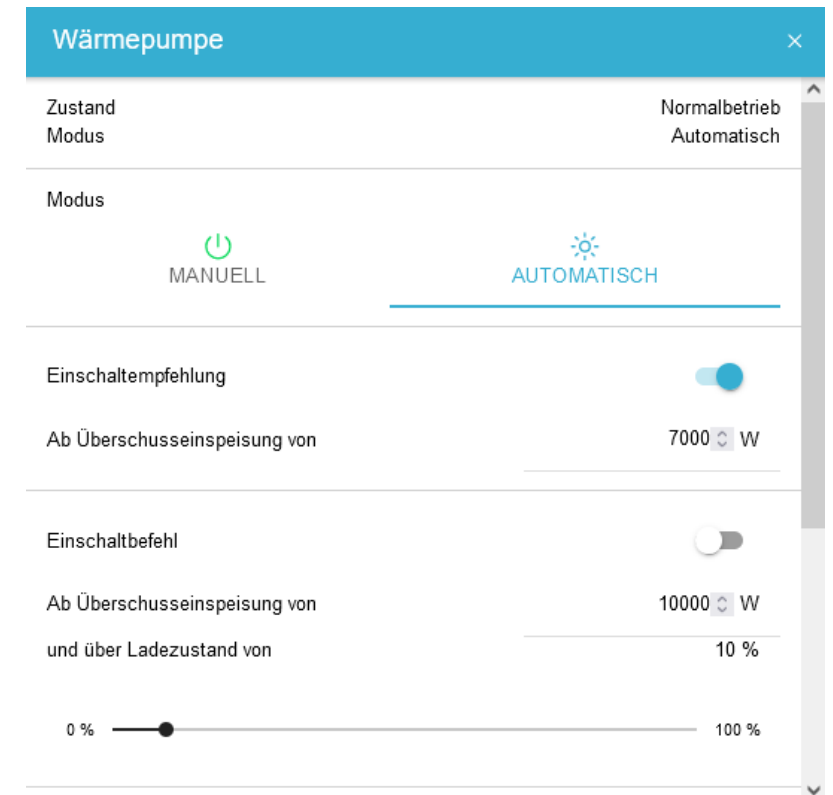 Wärmepumpe ×
Zustand Normalbetrieb
Modus Automatisch
Modus
MANUELL AUTOMATISCH
Einschaltempfehlung
Ab Überschusseinspeisung von 7000 W
Einschaltbefehl
Ab Überschusseinspeisung von 10000 W
und über Ladezustand von 10 %
0 % 100 %